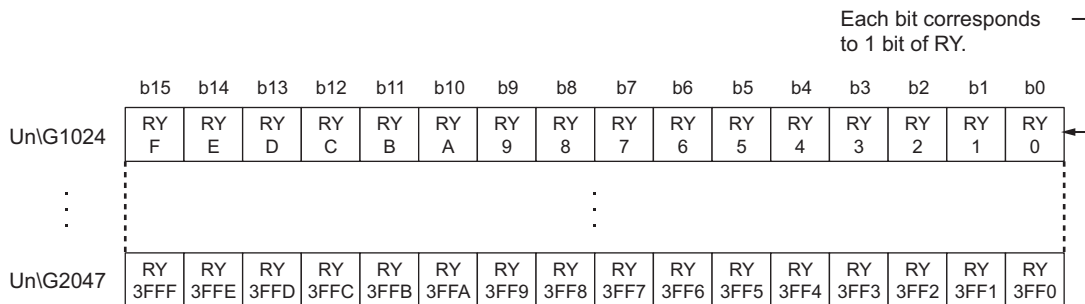 Each bit corresponds
to 1 bit of RY.
b15 b14 b13 b12 b11 b10 b9 b8 b7 b6 b5 b4 b3 b2 b1 b0
Un\G1024
RY RY RY RY RY RY RY RY RY RY RY RY RY RY RY RY
F E D C B A 9 8 7 6 5 4 3 2 1 0
Un\G2047
RY RY RY RY RY RY RY RY RY RY RY RY RY RY RY RY
3FFF 3FFE 3FFD 3FFC 3FFB 3FFA 3FF9 3FF8 3FF7 3FF6 3FF5 3FF4 3FF3 3FF2 3FF1 3FF0